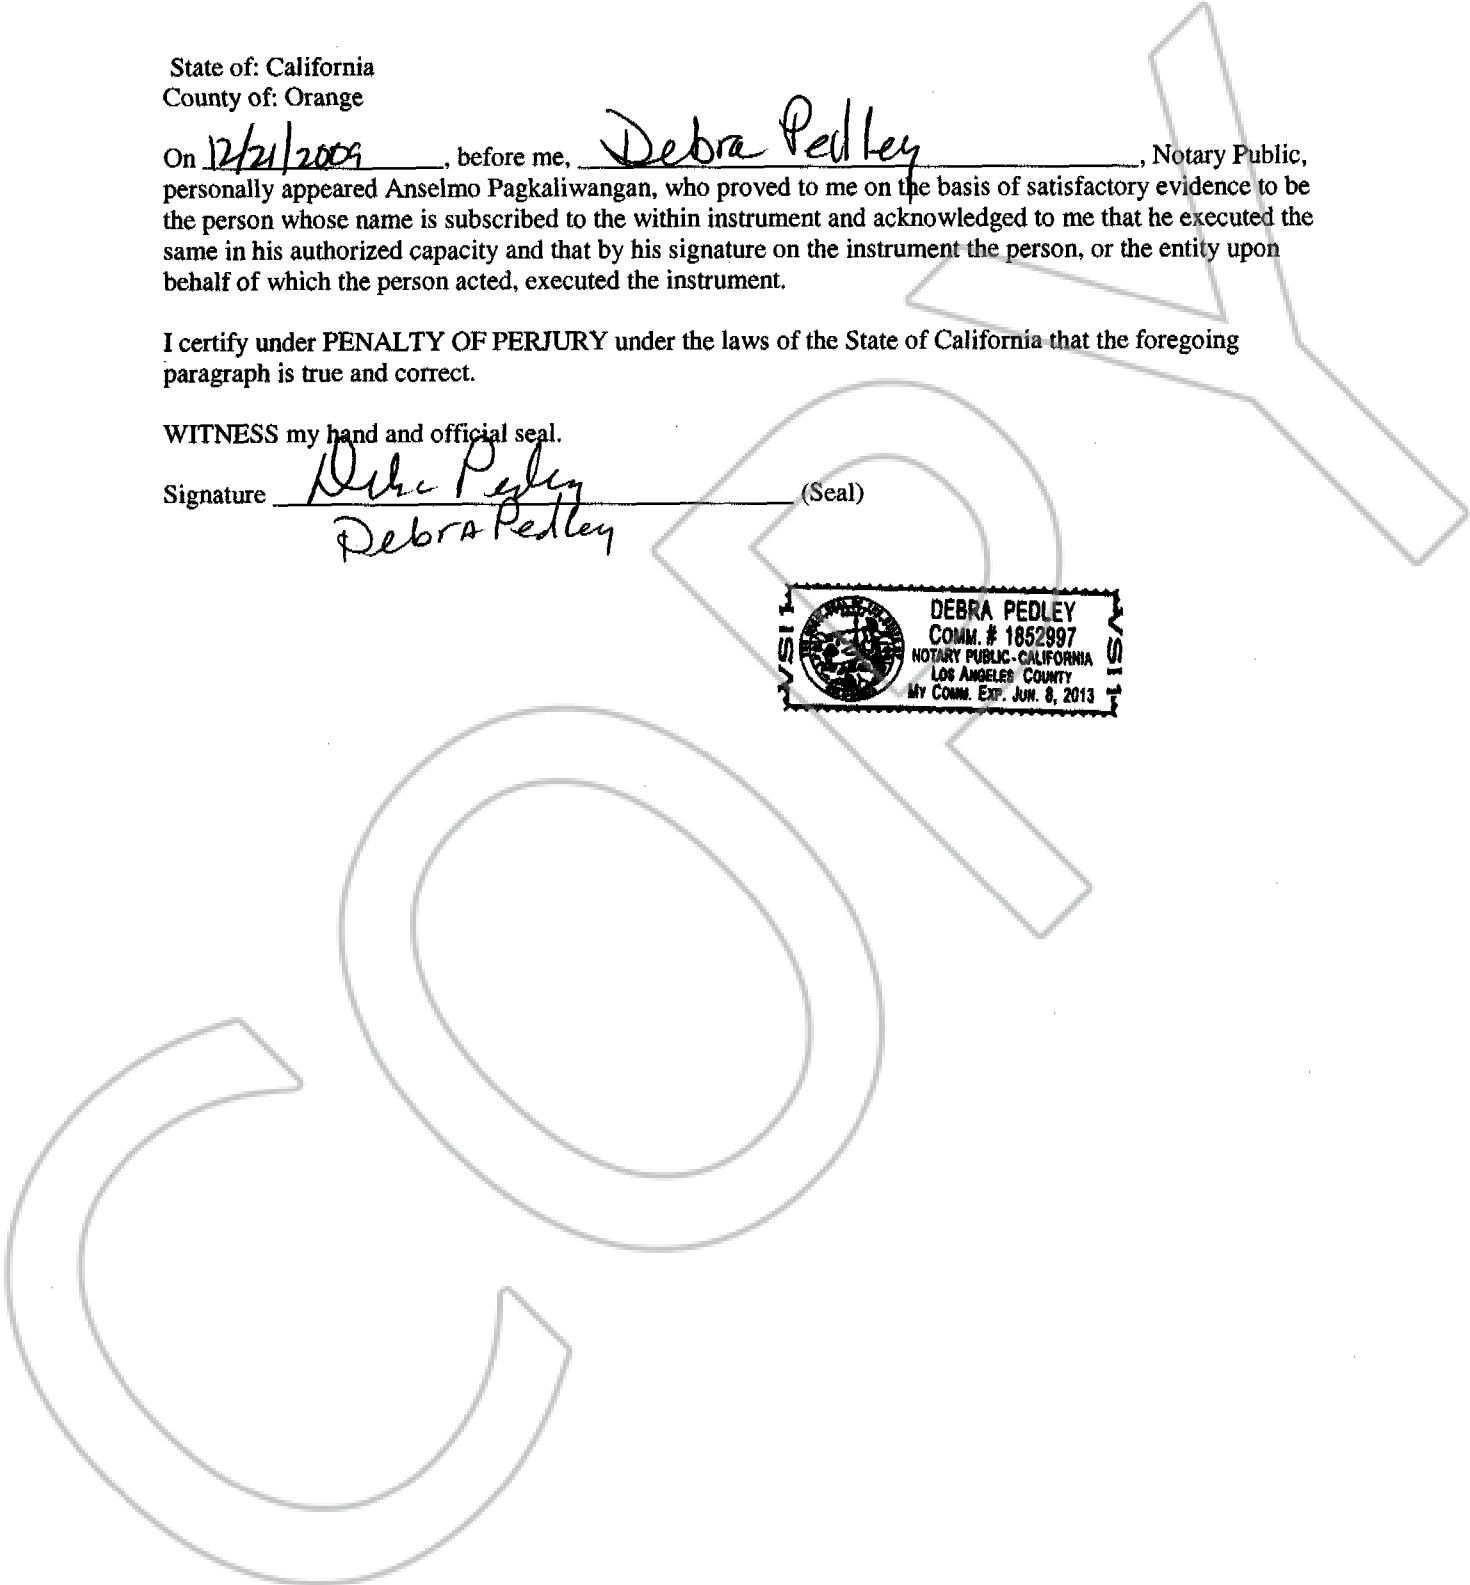 State of: California
County of: Orange
On 12/21/2009, before me, Debra Pedley, Notary Public,
personally appeared Anselmo Pagkaliwangan, who proved to me on the basis of satisfactory evidence to be
the person whose name is subscribed to the within instrument and acknowledged to me that he executed the
same in his authorized capacity and that by his signature on the instrument the person, or the entity upon
behalf of which the person acted, executed the instrument.
I certify under PENALTY OF PERJURY under the laws of the State of California that the foregoing
paragraph is true and correct.
WITNESS my hand and official seal.
Signature Debra Pedley (Seal)
Debra Pedley
DEBRA PEDLEY
COMM. # 1852997
NOTARY PUBLIC-CALIFORNIA
LOS ANGELES COUNTY
MY COMM. EXP. JUN. 8, 2013
VSI 1
VSI 1
COPY